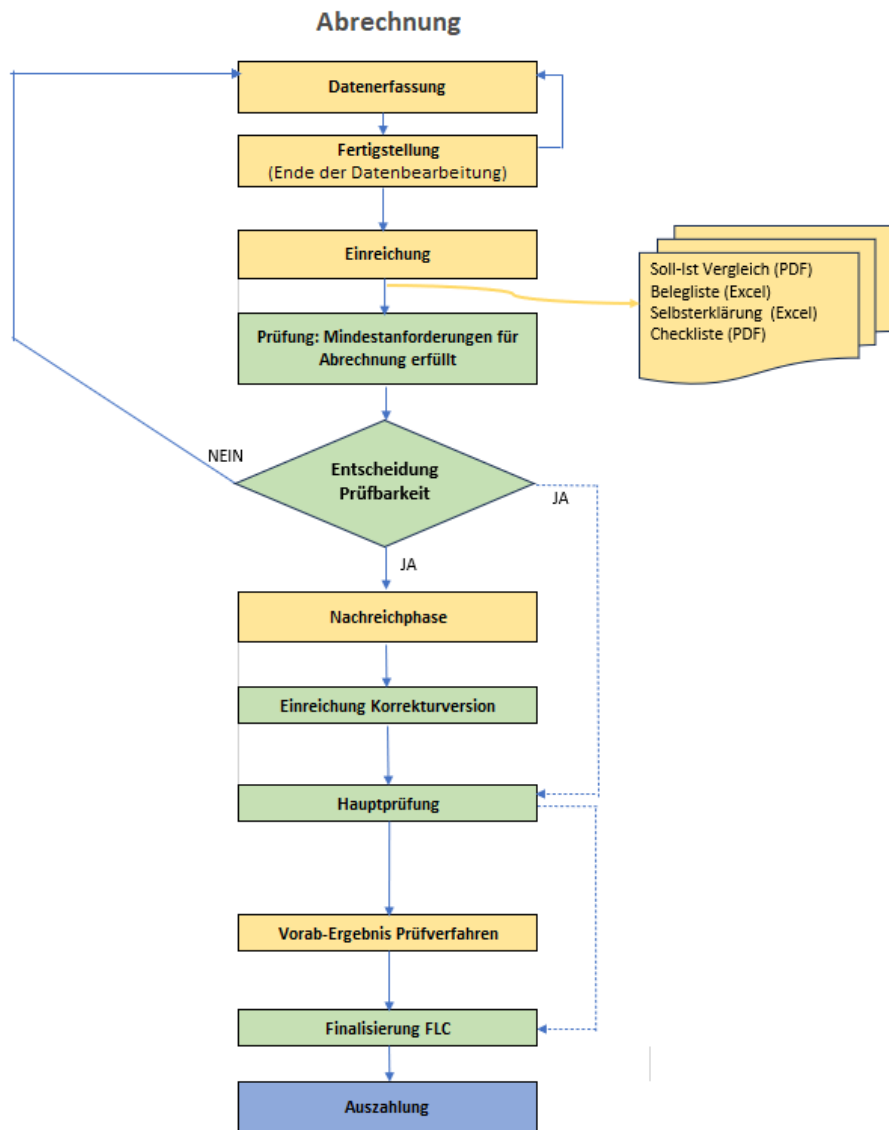 Abrechnung
Datenerfassung
Fertigstellung
(Ende der Datenbearbeitung)
Einreichung
Soll-Ist Vergleich (PDF)
Belegliste (Excel)
Selbsterklärung (Excel)
Checkliste (PDF)
Prüfung: Mindestanforderungen für
Abrechnung erfüllt
NEIN
Entscheidung
Prüfbarkeit
JA
JA
Nachreichphase
Einreichung Korrekturversion
Hauptprüfung
Vorab-Ergebnis Prüfverfahren
Finalisierung FLC
Auszahlung